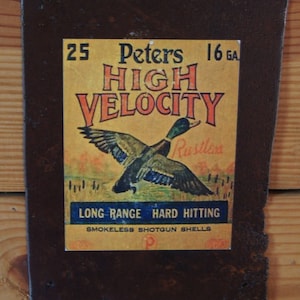 25 Peters 16 GA.
HIGH
VELOCITY
Rustless
LONG RANGE HARD HITTING
SMOKELESS SHOTGUN SHELLS
P